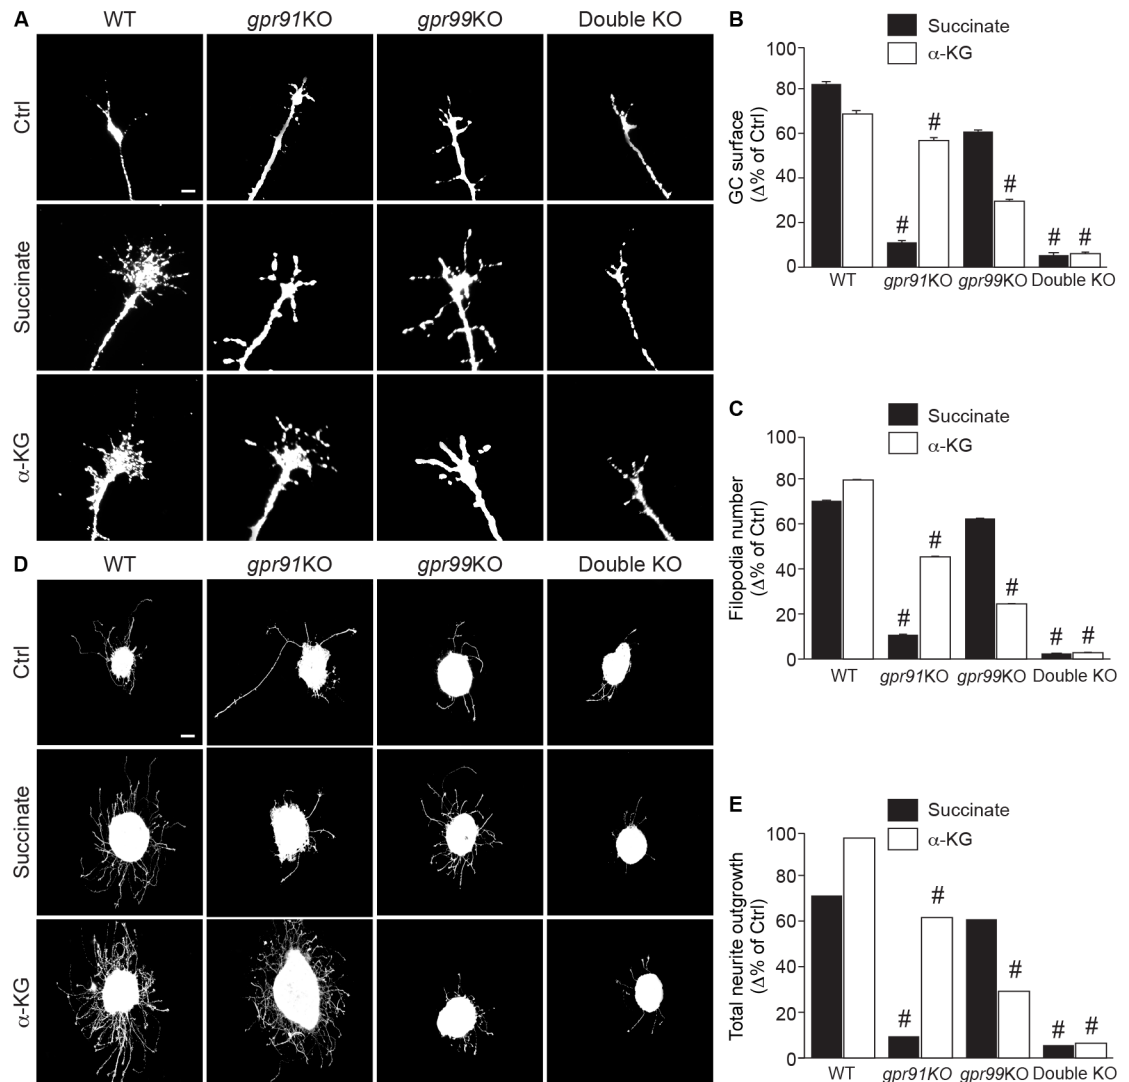 A
WT
gpr91KO
gpr99KO
Double KO
Ctrl
Succinate
α-KG
B
Succinate
α-KG
GC surface
(Δ% of Ctrl)
100
80
60
40
20
0
#
#
#
#
#
WT
gpr91KO
gpr99KO
Double KO
C
Succinate
α-KG
Filopodia number
(Δ% of Ctrl)
100
80
60
40
20
0
#
#
#
#
#
WT
gpr91KO
gpr99KO
Double KO
D
WT
gpr91KO
gpr99KO
Double KO
Ctrl
Succinate
α-KG
E
Succinate
α-KG
Total neurite outgrowth
(Δ% of Ctrl)
100
80
60
40
20
0
#
#
#
#
#
WT
gpr91KO
gpr99KO
Double KO